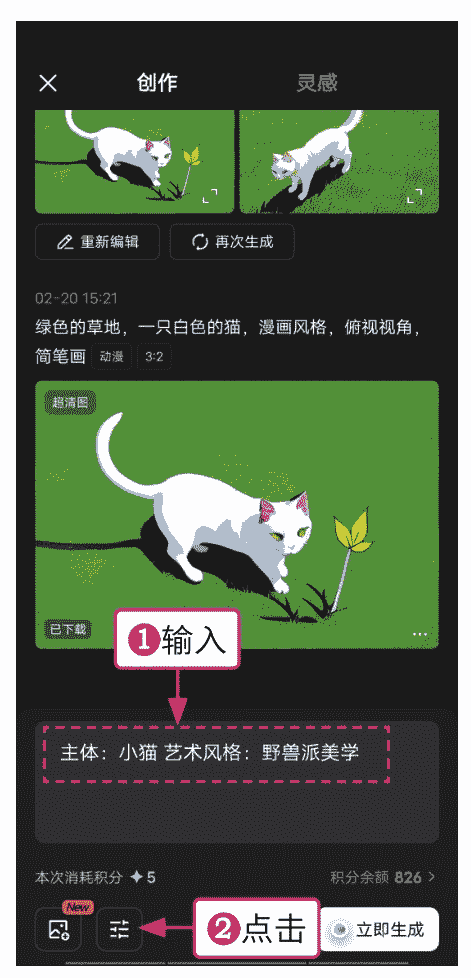 创作
灵感
重新编辑
再次生成
02-20 15:21
绿色的草地，一只白色的猫，漫画风格，俯视视角，
简笔画 动漫 3:2
超清图
已下载
①输入
主体：小猫 艺术风格：野兽派美学
本次消耗积分 5
积分余额 826
New
②点击
立即生成